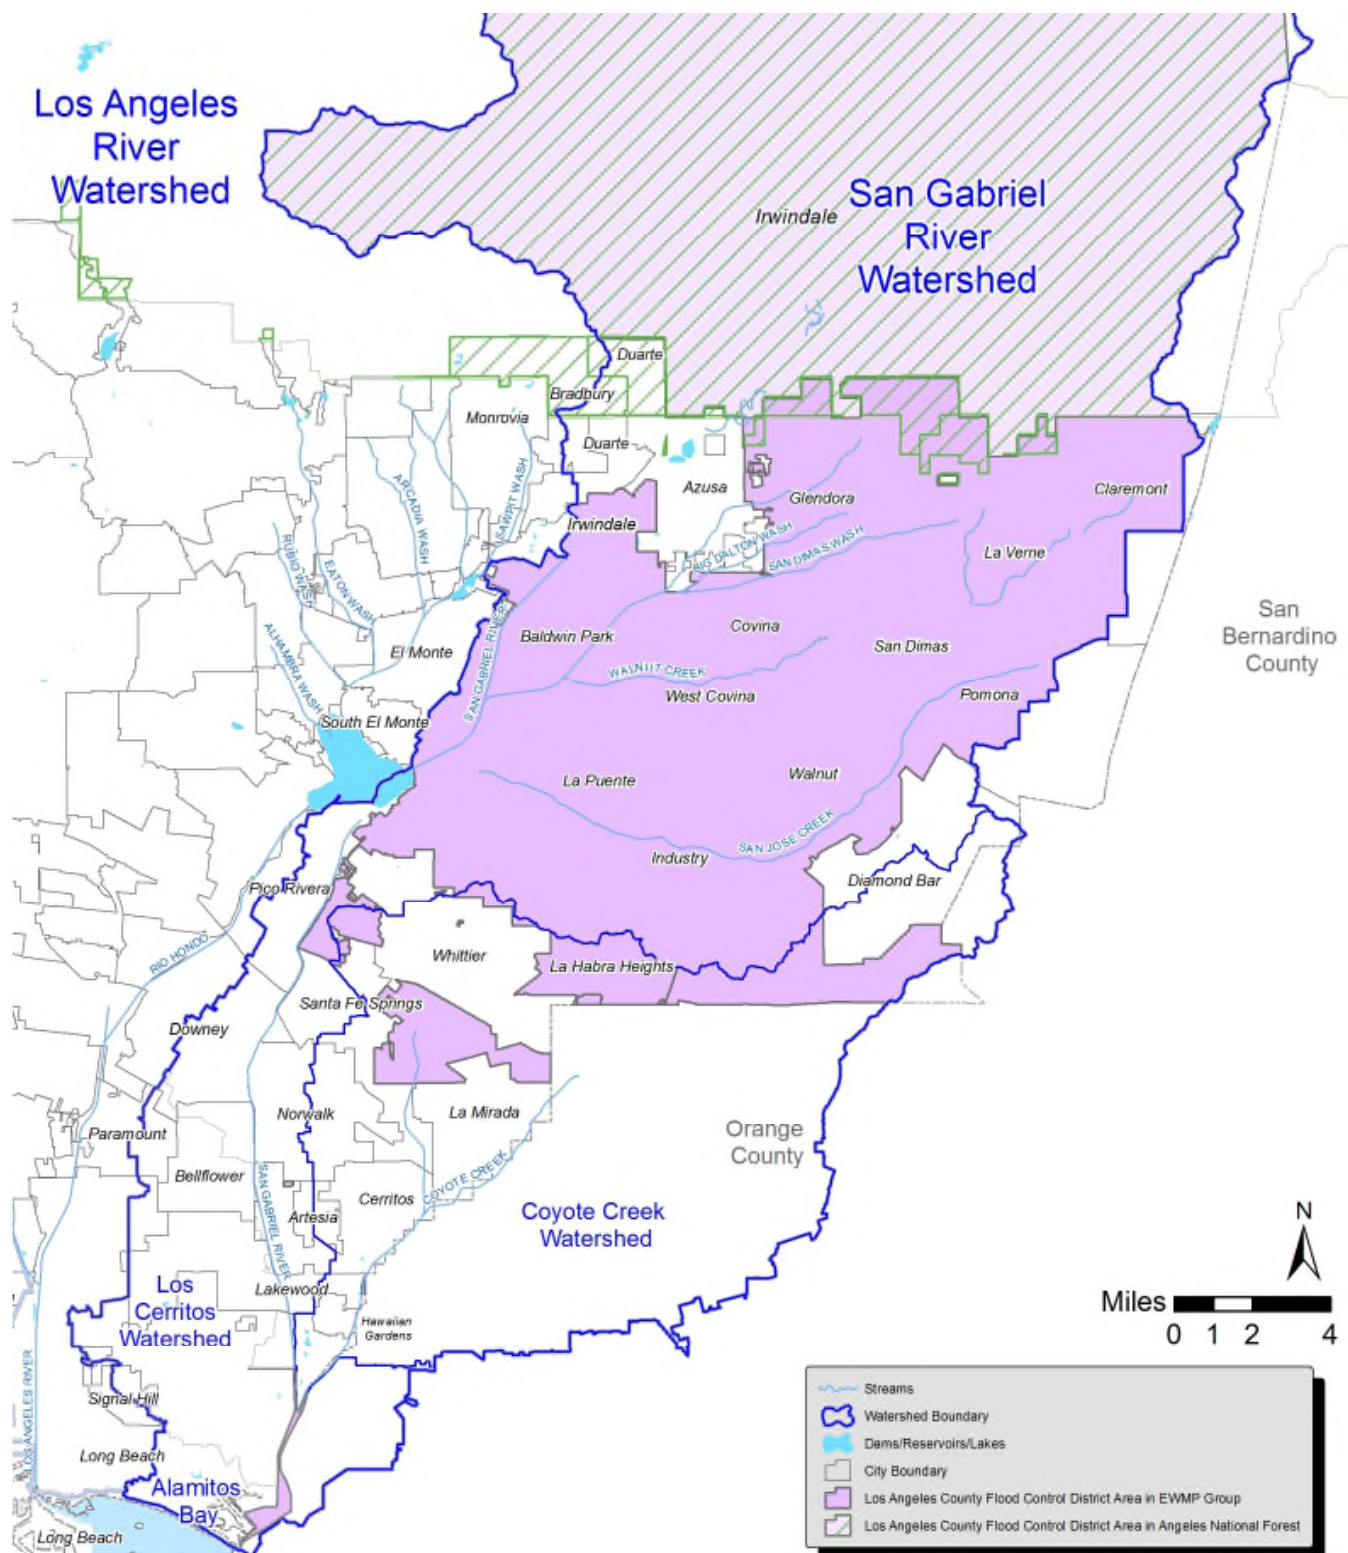 Los Angeles
River
Watershed
San Gabriel
River
Watershed
Irwindale
Duarte
Bradbury
Monrovia
Duarte
Azusa
Glendora
Claremont
Irwindale
SAWPIT WASH
ARCADIA WASH
RUBIO WASH
EATON WASH
BIG DALTON WASH
SAN DIMAS WASH
La Verne
ALHAMBRA WASH
El Monte
SAN GABRIEL RIVER
Baldwin Park
Covina
San Dimas
San
Bernardino
County
WALNUT CREEK
West Covina
Pomona
South El Monte
La Puente
Walnut
SAN JOSE CREEK
Industry
Diamond Bar
Pico Rivera
RIO HONDO
Whittier
La Habra Heights
Santa Fe Springs
Downey
Norwalk
La Mirada
Paramount
Orange
County
Bellflower
SAN GABRIEL RIVER
COYOTE CREEK
Cerritos
Artesia
Coyote Creek
Watershed
Los
Cerritos
Watershed
Lakewood
Hawaiian
Gardens
LOS ANGELES RIVER
Signal Hill
Long Beach
Alamitos
Bay
Long Beach
N
Miles
0 1 2 4
Streams
Watershed Boundary
Dams/Reservoirs/Lakes
City Boundary
Los Angeles County Flood Control District Area in EWMP Group
Los Angeles County Flood Control District Area in Angeles National Forest